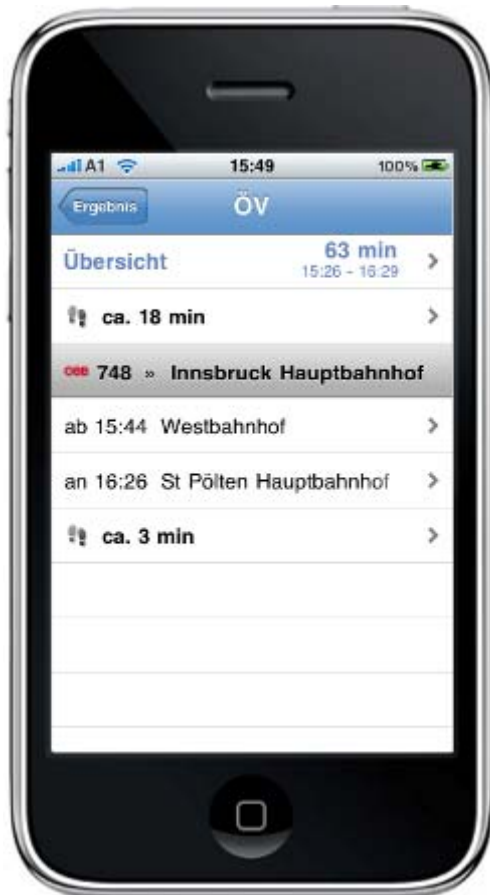 A1 15:49 100%
Ergebnis ÖV
Übersicht 63 min
15:26 - 16:29
ca. 18 min
ÖBB 748 » Innsbruck Hauptbahnhof
ab 15:44 Westbahnhof
an 16:26 St Pölten Hauptbahnhof
ca. 3 min